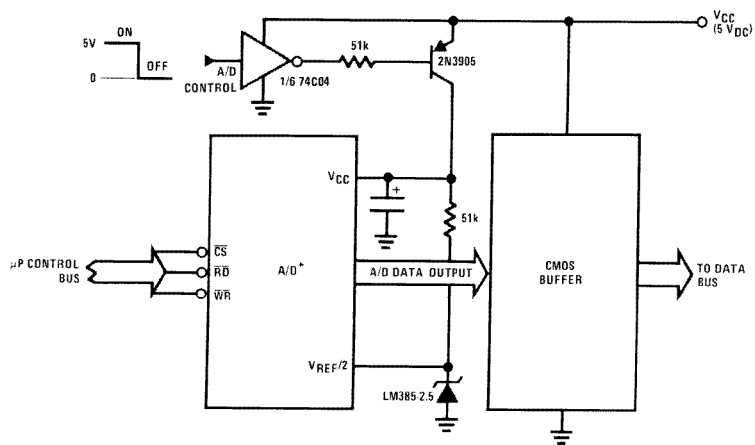 VCC
(5 VDC)
5V
ON
OFF
0
A/D
CONTROL
1/6 74C04
51k
2N3905
VCC
+
51k
µP CONTROL
BUS
CS
RD
WR
A/D*
A/D DATA OUTPUT
CMOS
BUFFER
TO DATA
BUS
VREF/2
LM385-2.5